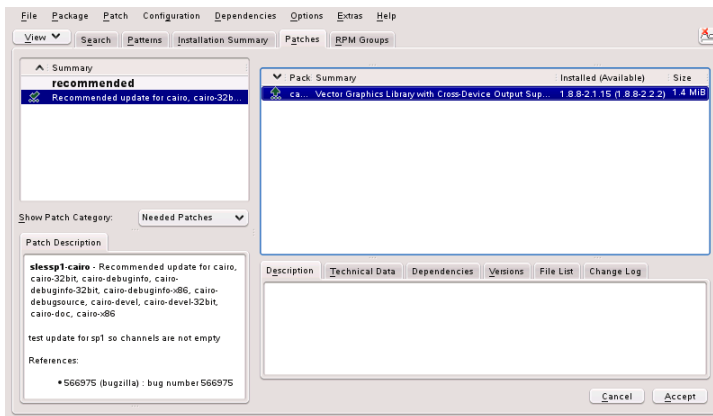 File Package Patch Configuration Dependencies Options Extras Help
View Search Patterns Installation Summary Patches RPM Groups
Summary
recommended
Recommended update for cairo, cairo-32b...
Pack Summary Installed (Available) Size
ca... Vector Graphics Library with Cross-Device Output Sup... 1.8.8-2.1.15 (1.8.8-2.2.2) 1.4 MiB
Show Patch Category: Needed Patches
Patch Description
slessp1-cairo - Recommended update for cairo,
cairo-32bit, cairo-debuginfo, cairo-
debuginfo-32bit, cairo-debuginfo-x86, cairo-
debugsource, cairo-devel, cairo-devel-32bit,
cairo-doc, cairo-x86
test update for sp1 so channels are not empty
References:
• 566975 (bugzilla) : bug number 566975
Description Technical Data Dependencies Versions File List Change Log
Cancel Accept